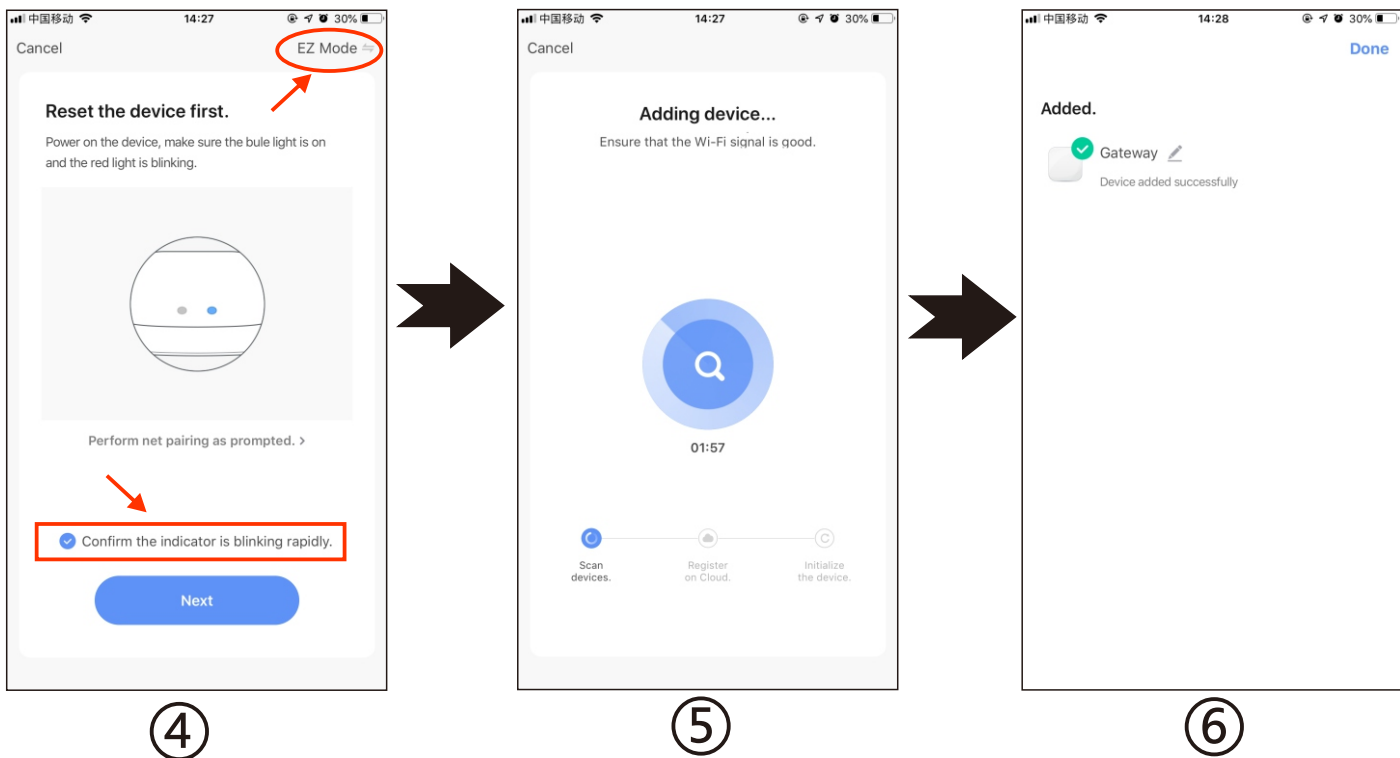 中国移动 14:27 30%
Cancel EZ Mode
Reset the device first.
Power on the device, make sure the bule light is on
and the red light is blinking.
Perform net pairing as prompted. >
Confirm the indicator is blinking rapidly.
Next
④
中国移动 14:27 30%
Cancel
Adding device...
Ensure that the Wi-Fi signal is good.
01:57
Scan
devices.
Register
on Cloud.
Initialize
the device.
⑤
中国移动 14:28 30%
Done
Added.
Gateway
Device added successfully
⑥